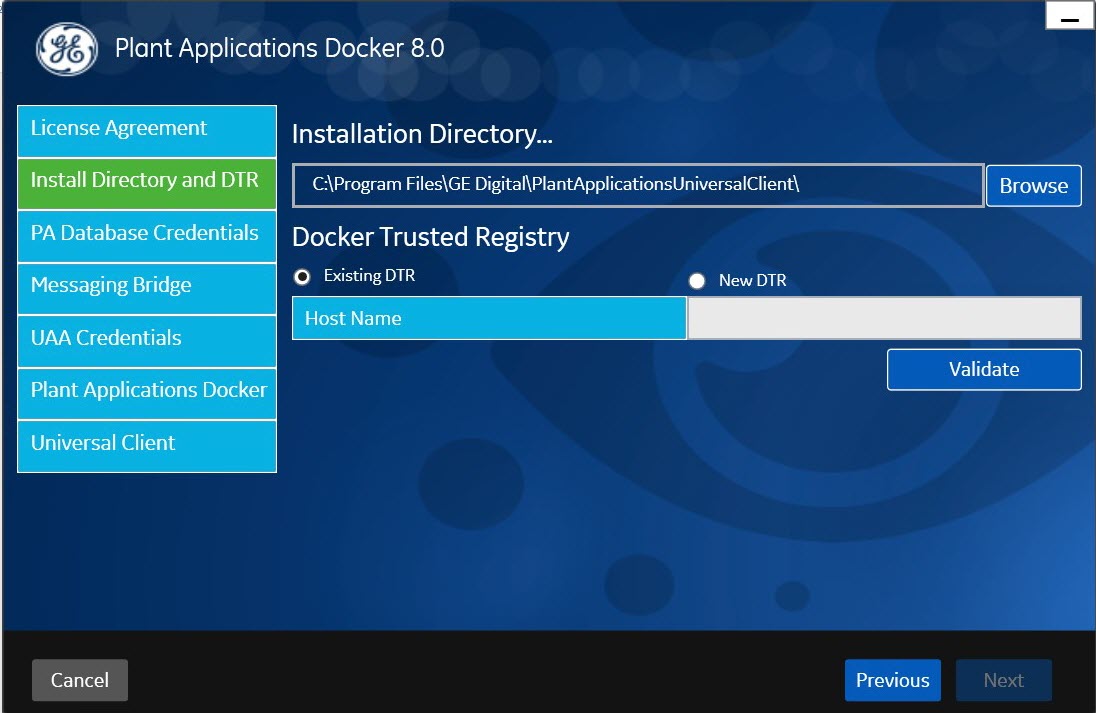 GE
Plant Applications Docker 8.0
License Agreement
Install Directory and DTR
PA Database Credentials
Messaging Bridge
UAA Credentials
Plant Applications Docker
Universal Client
Installation Directory...
C:\Program Files\GE Digital\PlantApplicationsUniversalClient\
Browse
Docker Trusted Registry
Existing DTR
New DTR
Host Name
Validate
Cancel
Previous
Next